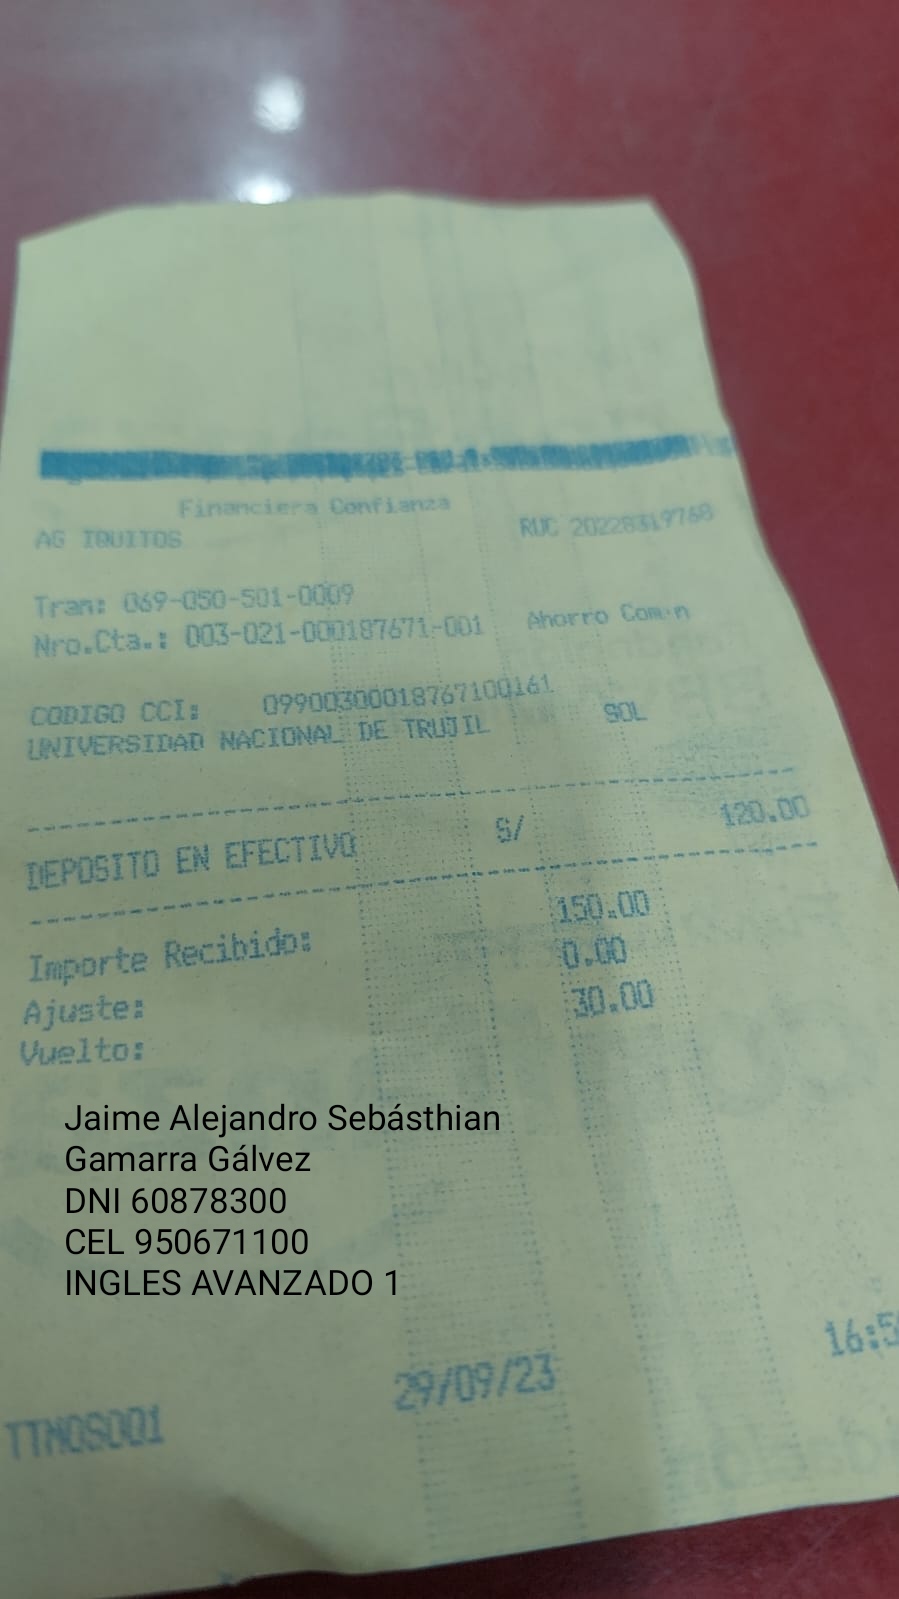 Financiera Confianza
AG IQUITOS RUC 20228319768
Tran: 069-050-501-0009
Nro.Cta.: 003-021-000187671-001 Ahorro Comun
CODIGO CCI: 09900300018767100161
UNIVERSIDAD NACIONAL DE TRUJIL SOL
DEPOSITO EN EFECTIVO S/ 120.00
Importe Recibido: 150.00
Ajuste: 0.00
Vuelto: 30.00
Jaime Alejandro Sebásthian
Gamarra Gálvez
DNI 60878300
CEL 950671100
INGLES AVANZADO 1
TTN0S001 29/09/23